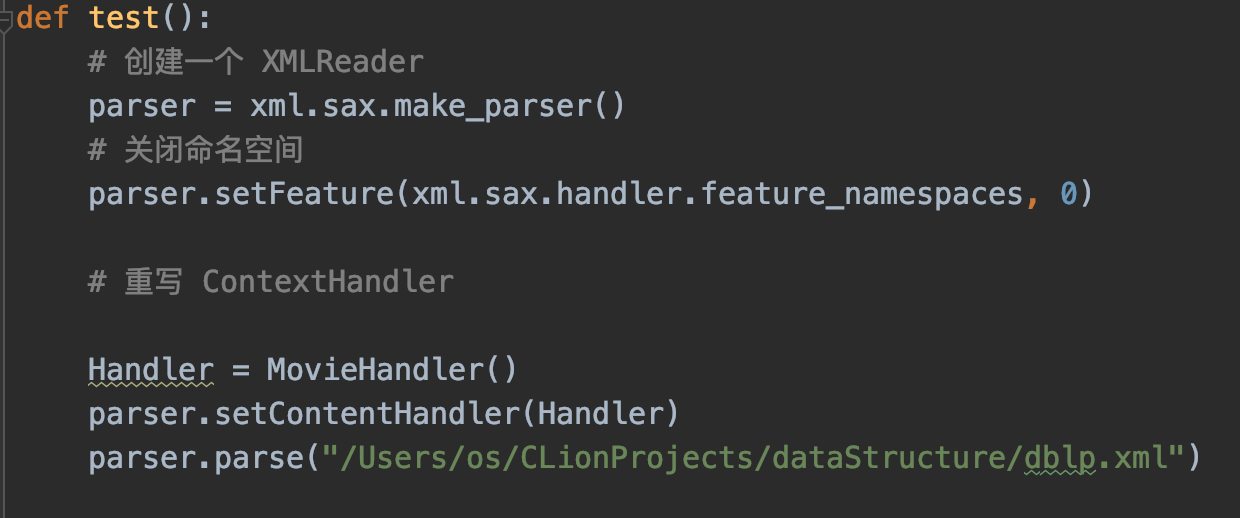 def test():
    # 创建一个 XMLReader
    parser = xml.sax.make_parser()
    # 关闭命名空间
    parser.setFeature(xml.sax.handler.feature_namespaces, 0)
    # 重写 ContextHandler
    Handler = MovieHandler()
    parser.setContentHandler(Handler)
    parser.parse("/Users/os/CLionProjects/dataStructure/dblp.xml")